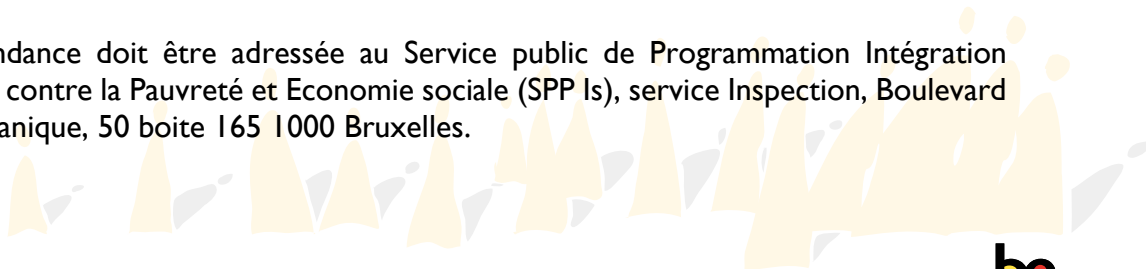 ndance doit être adressée au Service public de Programmation Intégration
contre la Pauvreté et Economie sociale (SPP Is), service Inspection, Boulevard
anique, 50 boite 165 1000 Bruxelles.
be